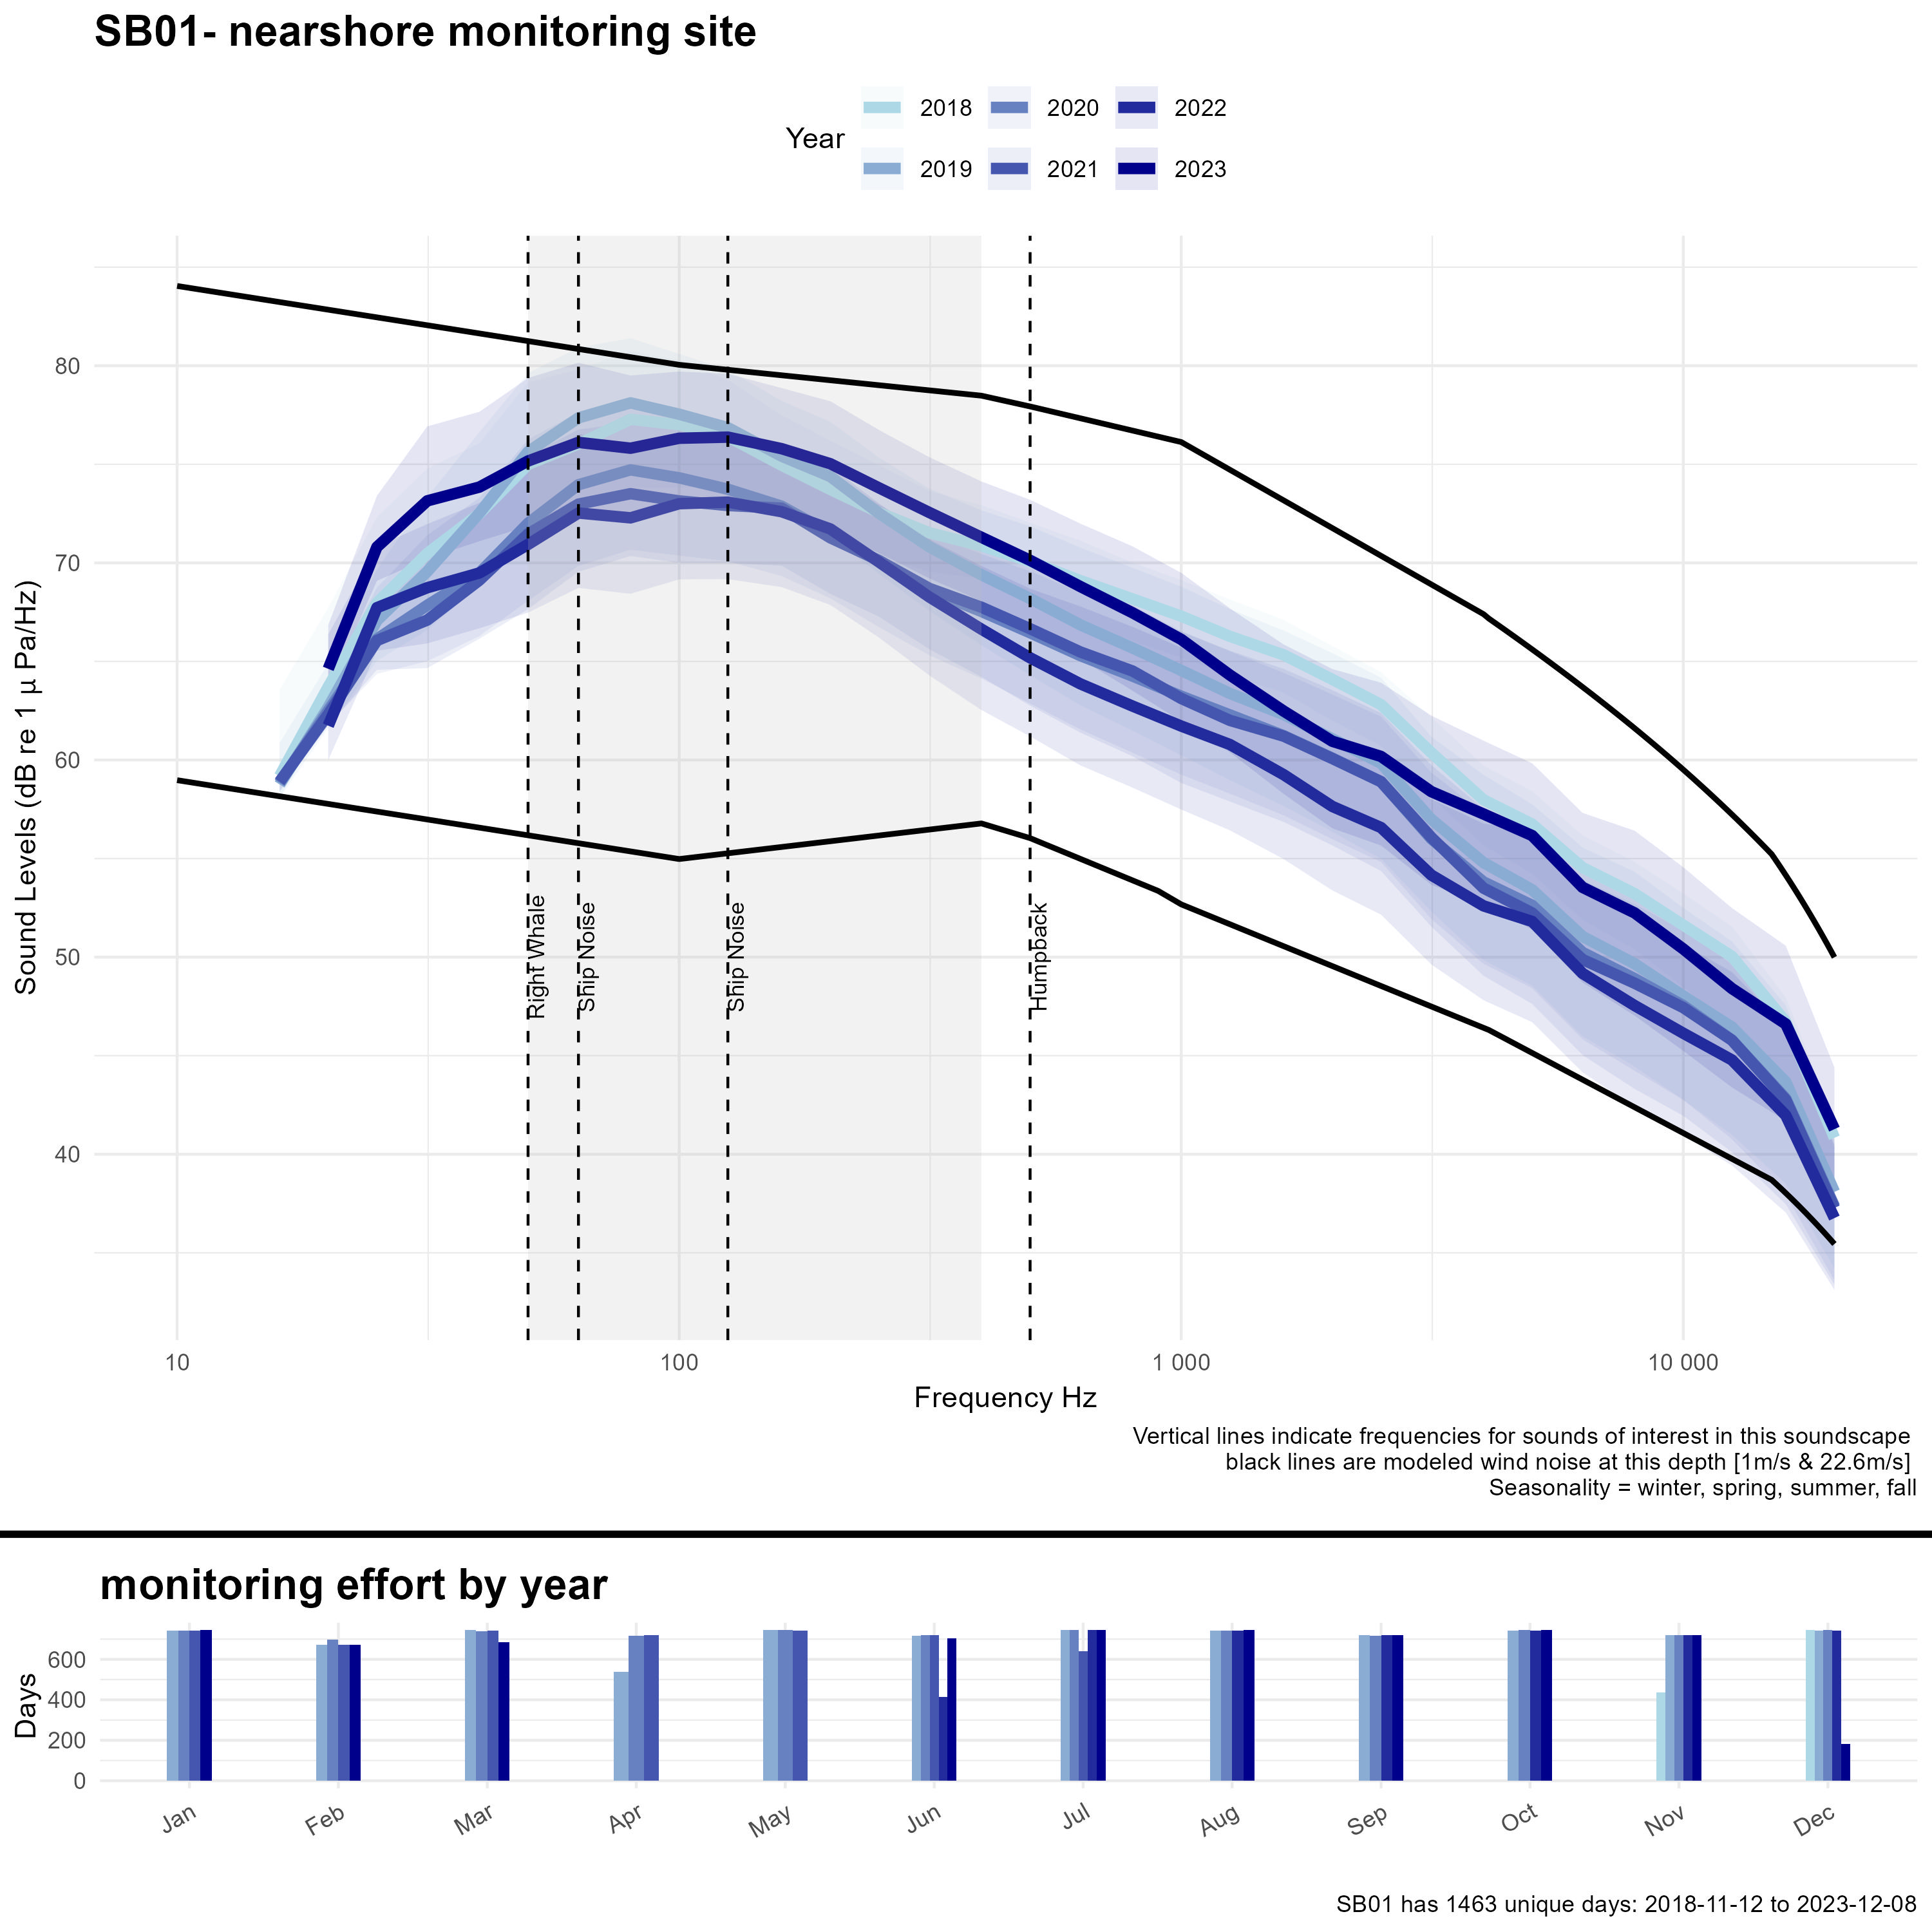 SB01- nearshore monitoring site
Year
2018
2020
2022
2019
2021
2023
Sound Levels (dB re 1 µ Pa/Hz)
80
70
60
50
40
Right Whale
Ship Noise
Ship Noise
Humpback
10
100
1 000
10 000
Frequency Hz
Vertical lines indicate frequencies for sounds of interest in this soundscape
black lines are modeled wind noise at this depth [1m/s & 22.6m/s]
Seasonality = winter, spring, summer, fall
monitoring effort by year
Days
600
400
200
0
Jan
Feb
Mar
Apr
May
Jun
Jul
Aug
Sep
Oct
Nov
Dec
SB01 has 1463 unique days: 2018-11-12 to 2023-12-08